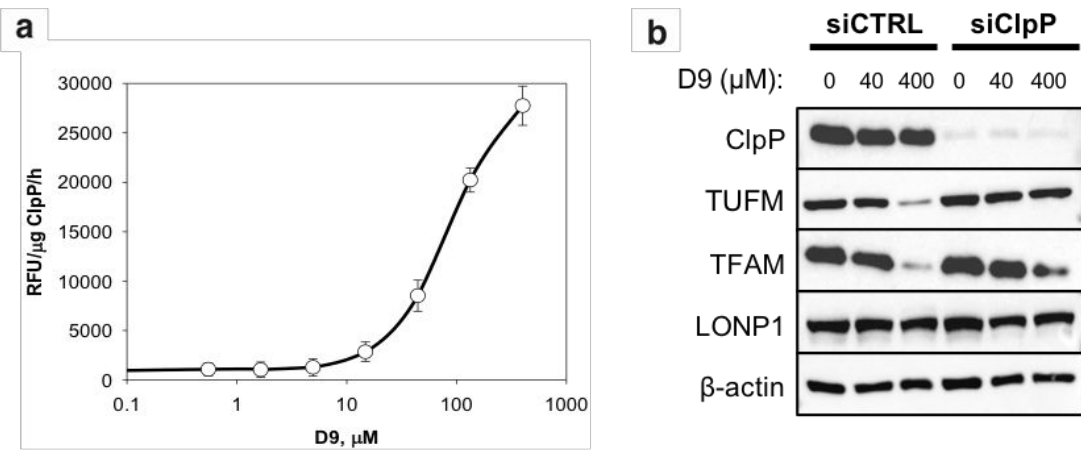 a
30000
25000
20000
15000
10000
5000
0
RFU/μg ClpP/h
0.1 1 10 100 1000
D9, μM
b
siCTRL siClpP
D9 (μM): 0 40 400 0 40 400
ClpP
TUFM
TFAM
LONP1
β-actin